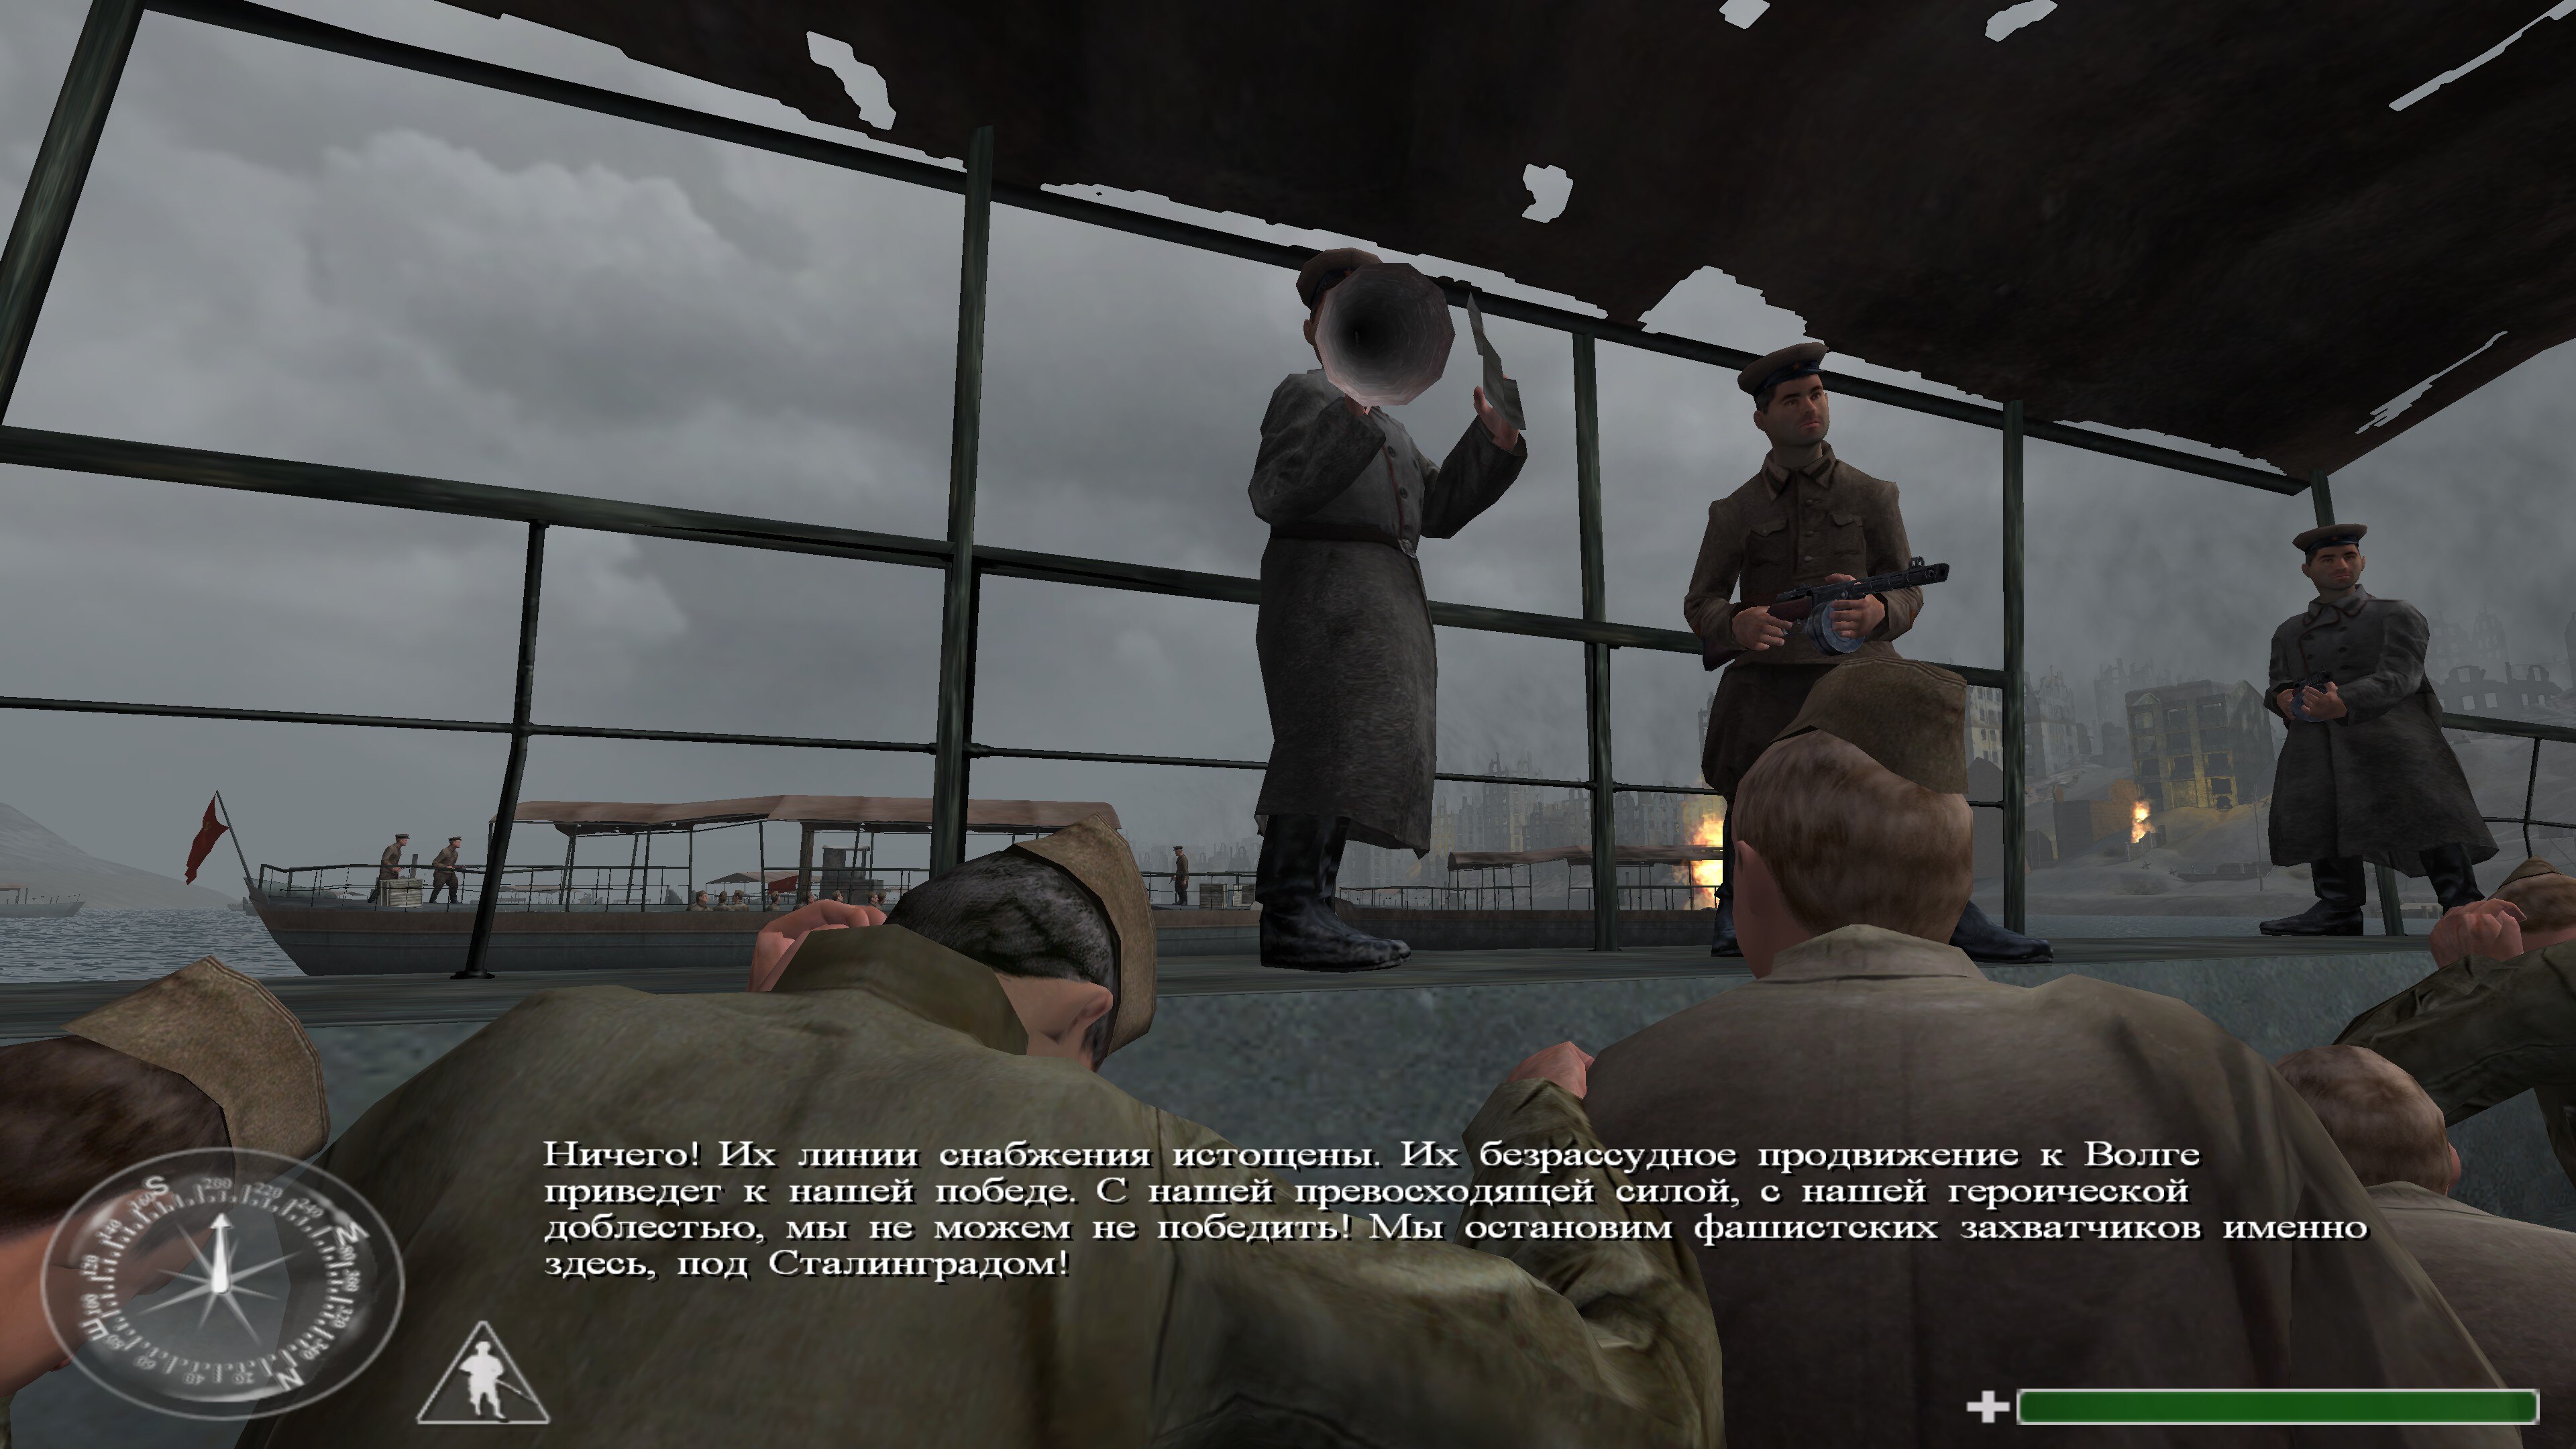 Ничего! Их линии снабжения истощены. Их безрассудное продвижение к Волге
приведет к нашей победе. С нашей превосходящей силой, с нашей героической
доблестью, мы не можем не победить! Мы остановим фашистских захватчиков именно
здесь, под Сталинградом!
S
W
E
N